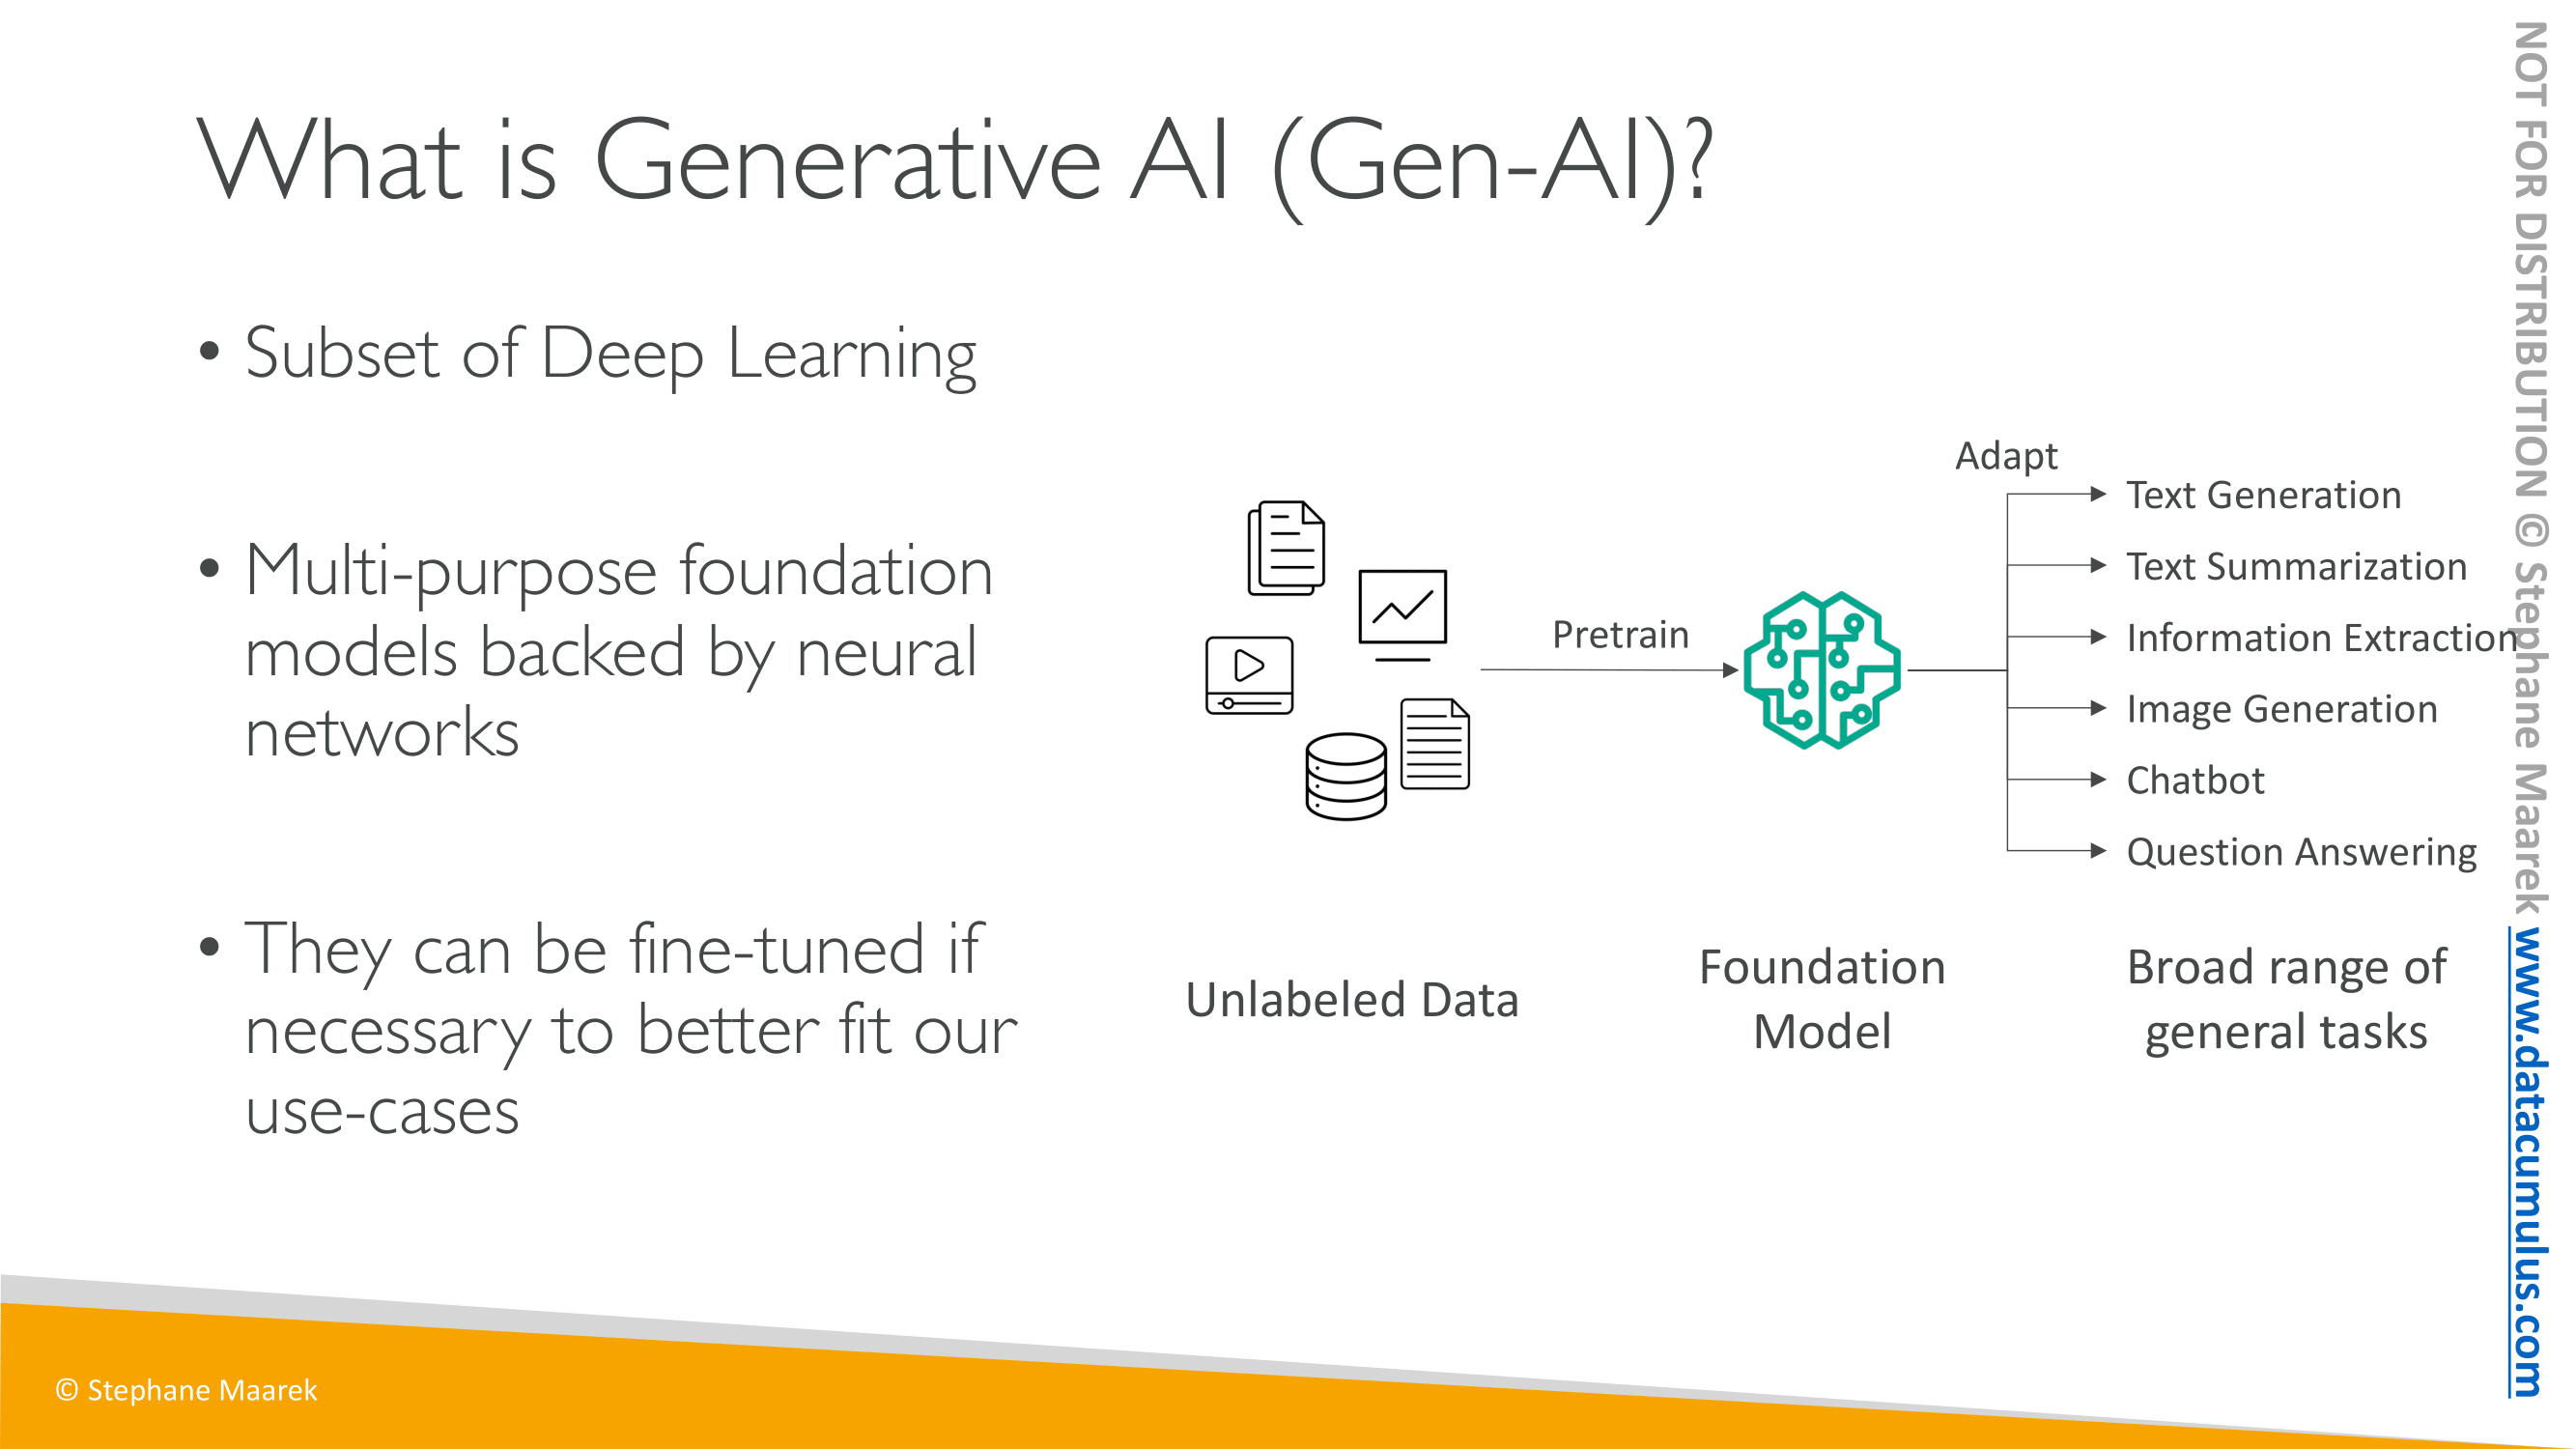 What is Generative AI (Gen-AI)?
• Subset of Deep Learning
• Multi-purpose foundation
models backed by neural
networks
• They can be fine-tuned if
necessary to better fit our
use-cases
Unlabeled Data
Pretrain
Foundation
Model
Adapt
Text Generation
Text Summarization
Information Extraction
Image Generation
Chatbot
Question Answering
Broad range of
general tasks
© Stephane Maarek
NOT FOR DISTRIBUTION © Stephane Maarek www.datacumulus.com